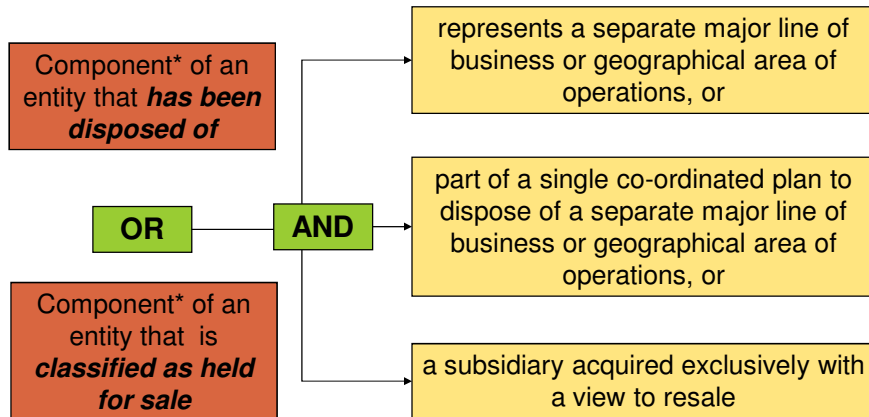 Component* of an
entity that has been
disposed of
OR
Component* of an
entity that is
classified as held
for sale
AND
represents a separate major line of
business or geographical area of
operations, or
part of a single co-ordinated plan to
dispose of a separate major line of
business or geographical area of
operations, or
a subsidiary acquired exclusively with
a view to resale